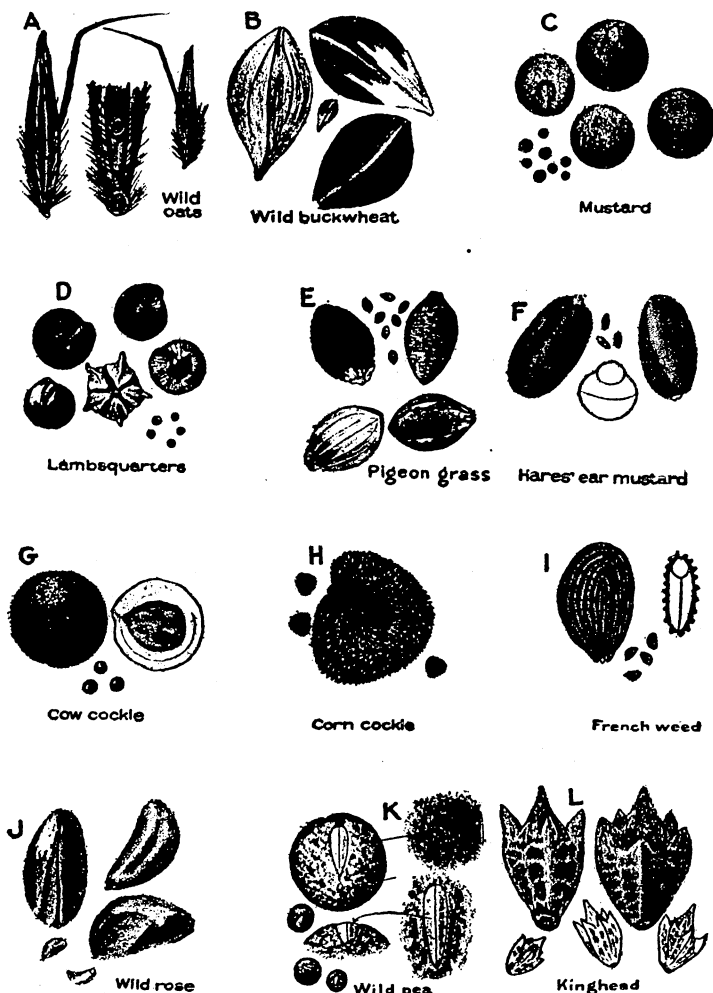 A
Wild
oats
B
Wild buckwheat
C
Mustard
D
Lambsquarters
E
Pigeon grass
F
Hares' ear mustard
G
Cow cockle
H
Corn cockle
I
French weed
J
Wild rose
K
Wild pea
L
Kinghead